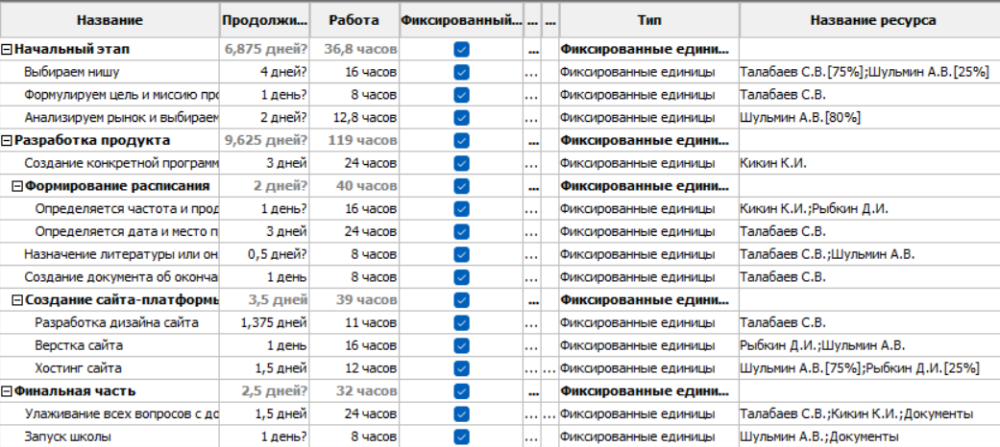 Название Продолжи... Работа Фиксированный... ... ... Тип Название ресурса
Начальный этап 6,875 дней? 36,8 часов ... Фиксированные едини...
Выбираем нишу 4 дней? 16 часов ... Фиксированные единицы Талабаев С.В.[75%];Шульмин А.В.[25%]
Формулируем цель и миссию про 1 день? 8 часов ... Фиксированные единицы Талабаев С.В.
Анализируем рынок и выбираем 2 дней? 12,8 часов ... Фиксированные единицы Шульмин А.В.[80%]
Разработка продукта 9,625 дней? 119 часов ... Фиксированные едини...
Создание конкретной программ 3 дней 24 часов ... Фиксированные единицы Кикин К.И.
Формирование расписания 2 дней? 40 часов ... Фиксированные едини...
Определяется частота и прод 1 день? 16 часов ... Фиксированные единицы Кикин К.И.;Рыбкин Д.И.
Определяется дата и место п 3 дней 24 часов ... Фиксированные единицы Талабаев С.В.
Назначение литературы или он 0,5 дней? 8 часов ... Фиксированные единицы Талабаев С.В.;Шульмин А.В.
Создание документа об оконча 1 день 8 часов ... Фиксированные единицы Талабаев С.В.
Создание сайта-платформы 3,5 дней 39 часов ... Фиксированные едини...
Разработка дизайна сайта 1,375 дней 11 часов ... Фиксированные единицы Талабаев С.В.
Верстка сайта 1 день 16 часов ... Фиксированные единицы Рыбкин Д.И.;Шульмин А.В.
Хостинг сайта 1,5 дней 12 часов ... ... Фиксированные единицы Шульмин А.В.[75%];Рыбкин Д.И.[25%]
Финальная часть 2,5 дней? 32 часов ... Фиксированные едини...
Улаживание всех вопросов с до 1,5 дней 24 часов ... ... Фиксированные единицы Талабаев С.В.;Кикин К.И.;Документы
Запуск школы 1 день? 8 часов ... Фиксированные единицы Шульмин А.В.;Документы